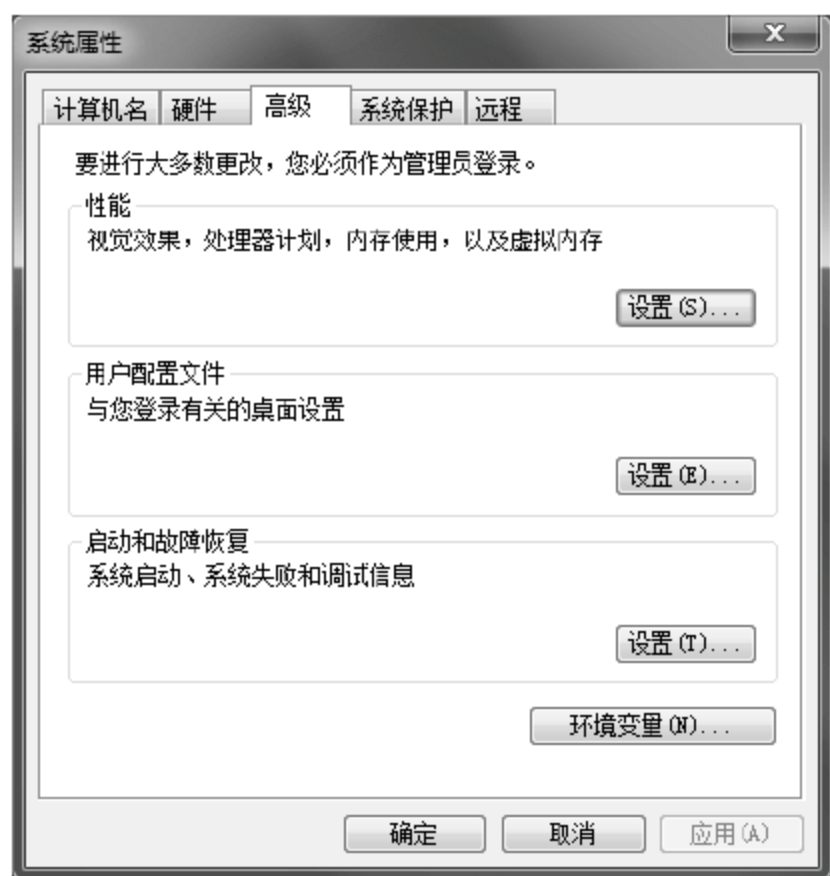 系统属性
计算机名 硬件 高级 系统保护 远程
要进行大多数更改，您必须作为管理员登录。
性能
视觉效果，处理器计划，内存使用，以及虚拟内存
设置(S)...
用户配置文件
与您登录有关的桌面设置
设置(E)...
启动和故障恢复
系统启动、系统失败和调试信息
设置(T)...
环境变量(N)...
确定 取消 应用(A)